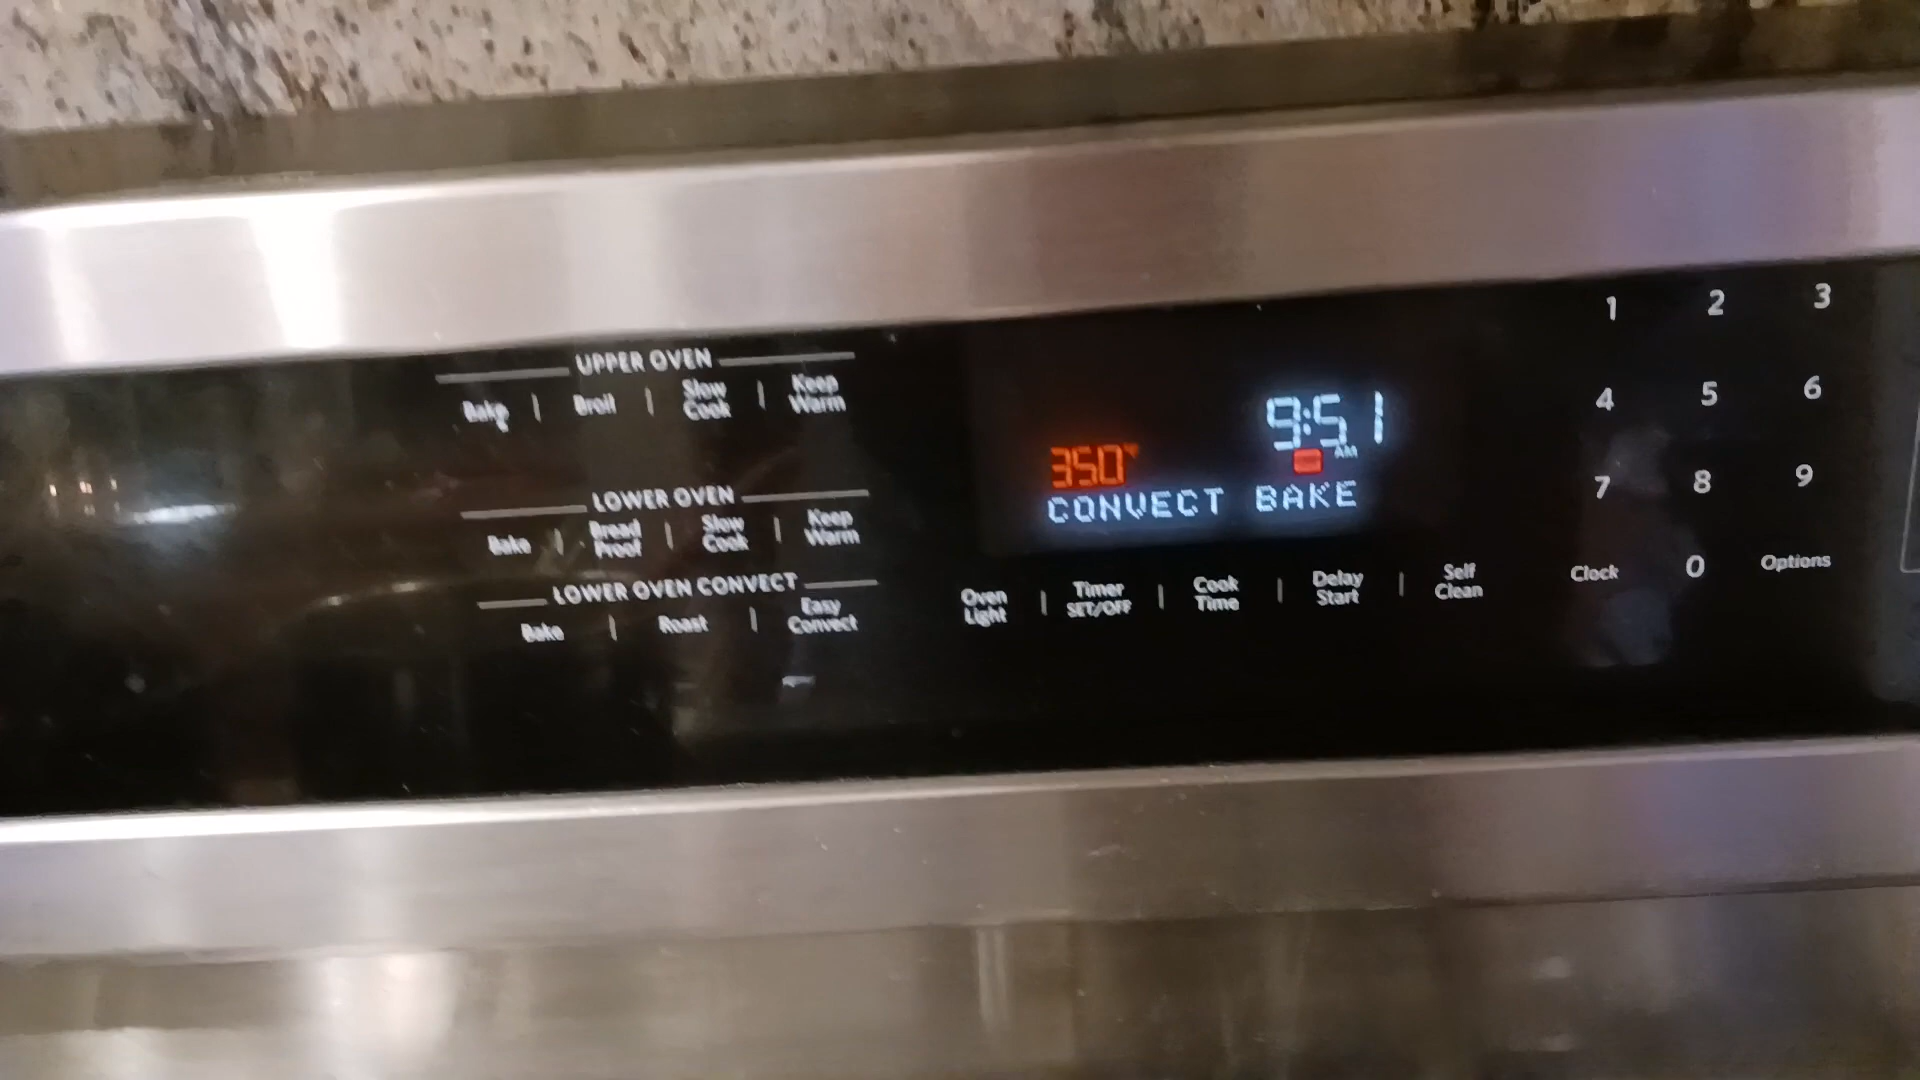 UPPER OVEN
Bake | Broil | Slow Cook | Keep Warm
LOWER OVEN
Bake | Bread Proof | Slow Cook | Keep Warm
LOWER OVEN CONVECT
Bake | Roast | Easy Convect
9:51
AM
350°F
CONVECT BAKE
Oven Light | Timer SET/OFF | Cook Time | Delay Start | Self Clean
1 2 3
4 5 6
7 8 9
Clock 0 Options